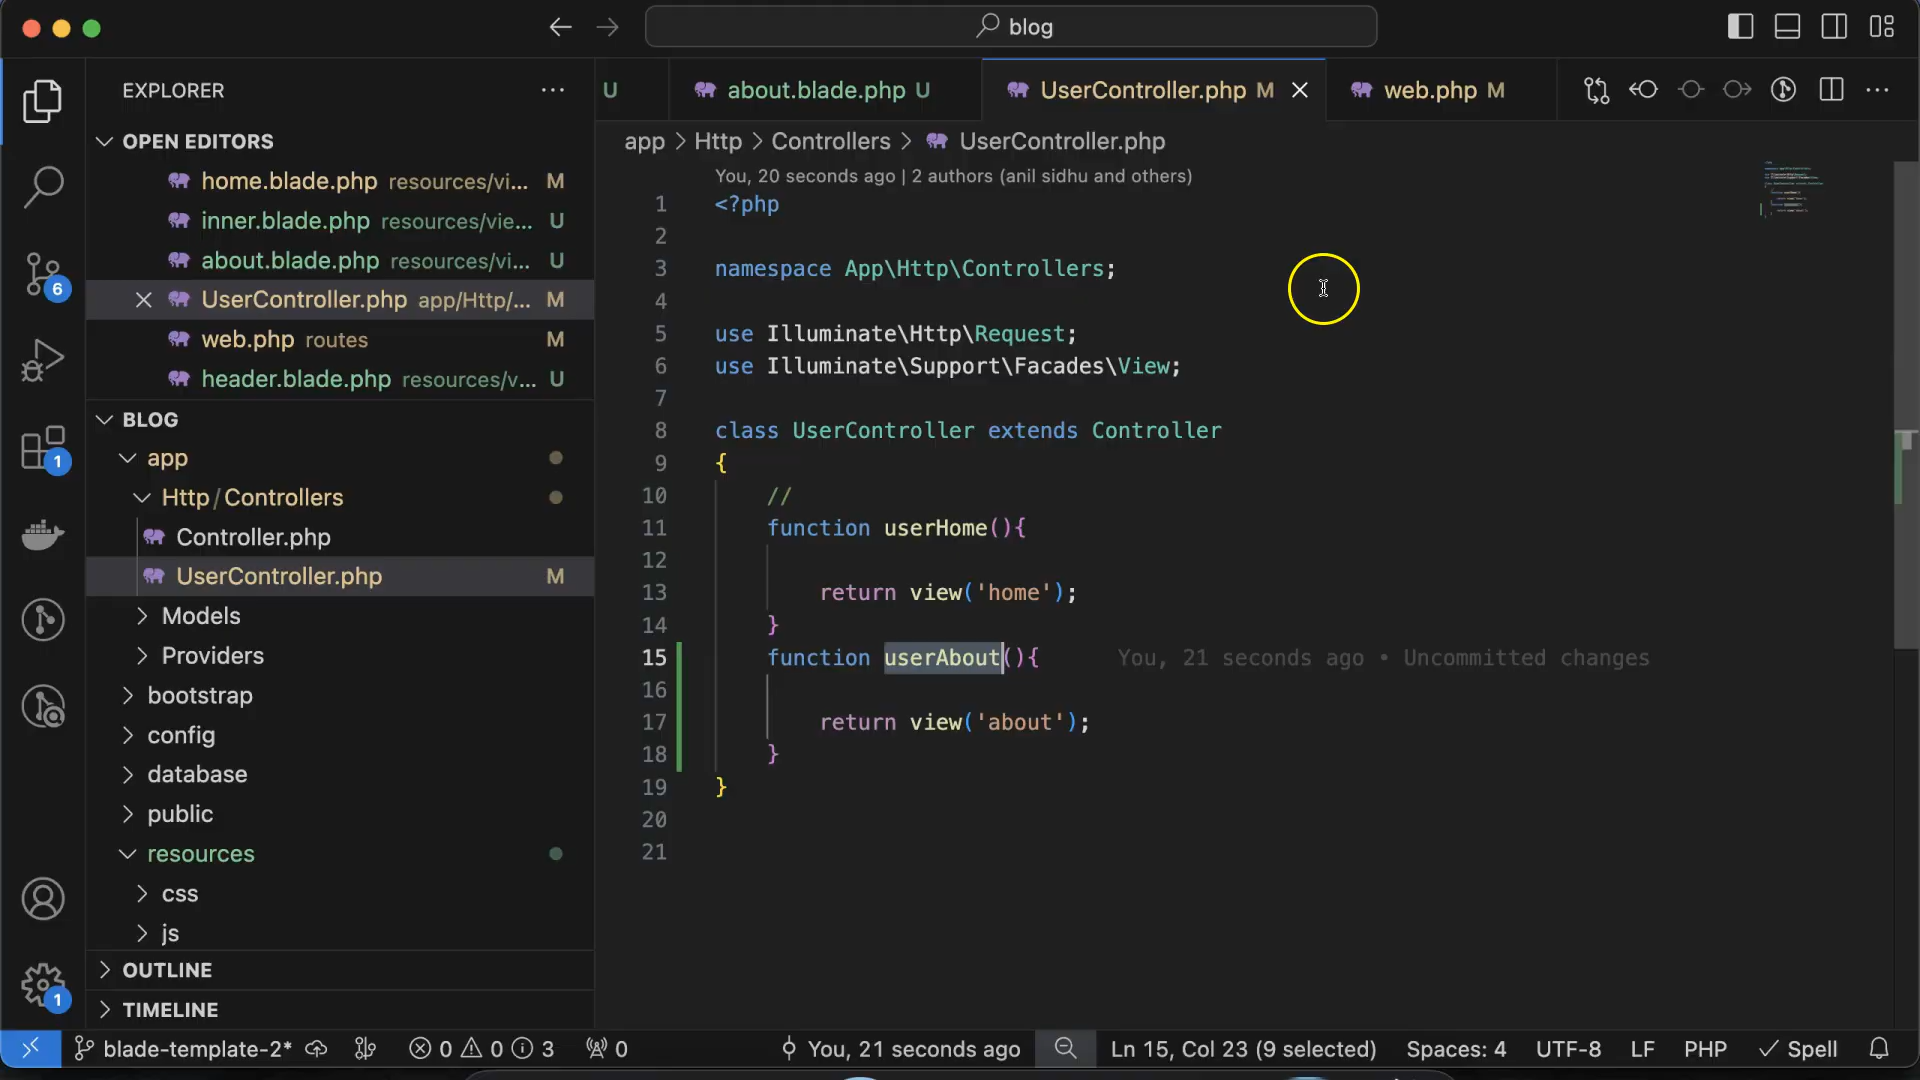 blog
EXPLORER
OPEN EDITORS
home.blade.php resources/vi... M
inner.blade.php resources/vie... U
about.blade.php resources/vi... U
UserController.php app/Http/... M
web.php routes M
header.blade.php resources/v... U
BLOG
app
Http / Controllers
Controller.php
UserController.php M
Models
Providers
bootstrap
config
database
public
resources
css
js
OUTLINE
TIMELINE
U about.blade.php U UserController.php M web.php M
app > Http > Controllers > UserController.php
You, 20 seconds ago | 2 authors (anil sidhu and others)
1 <?php
2
3 namespace App\Http\Controllers;
4
5 use Illuminate\Http\Request;
6 use Illuminate\Support\Facades\View;
7
8 class UserController extends Controller
9 {
10 //
11 function userHome(){
12
13 return view('home');
14 }
15 function userAbout(){ You, 21 seconds ago • Uncommitted changes
16
17 return view('about');
18 }
19 }
20
21
6
1
1
blade-template-2* 0 0 3 0 You, 21 seconds ago Ln 15, Col 23 (9 selected) Spaces: 4 UTF-8 LF PHP Spell